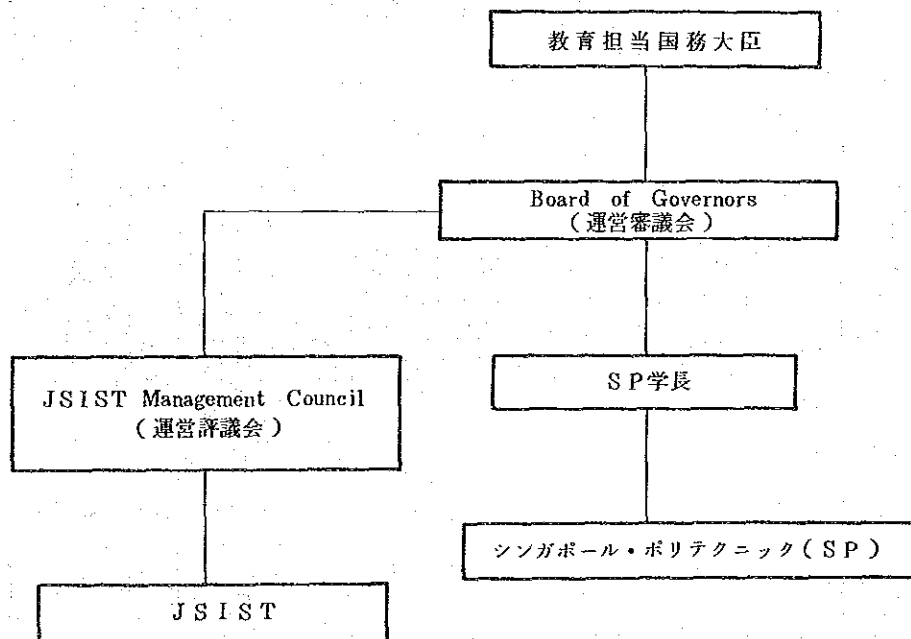 教育担当国務大臣
Board of Governors
（運営審議会）
JSIST Management Council
（運営評議会）
SP学長
シンガポール・ポリテクニック(SP)
JSIST